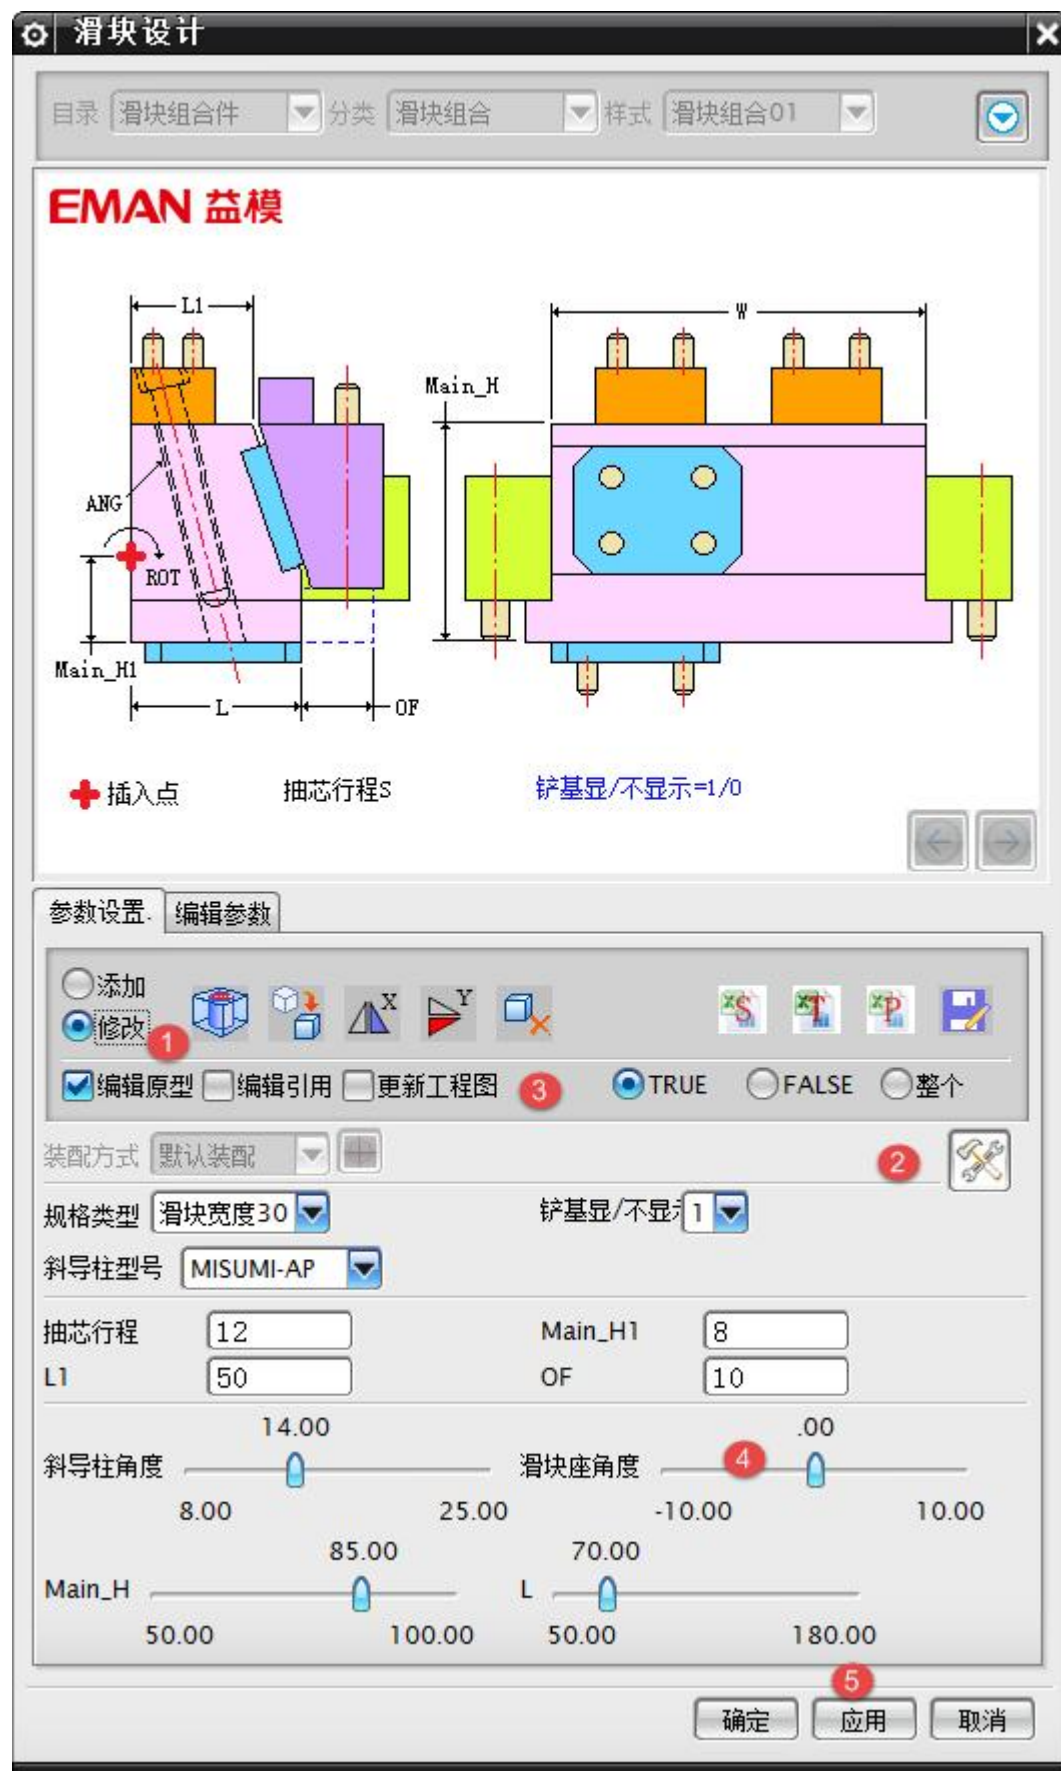 滑块设计
目录 滑块组合件 分类 滑块组合 样式 滑块组合01
EMAN 益模
L1
W
Main_H
ANG
ROT
Main_H1
L
OF
插入点 抽芯行程S 铲基显/不显示=1/0
参数设置. 编辑参数
添加
修改
1
X
Y
S
T
P
编辑原型 编辑引用 更新工程图 3 TRUE FALSE 整个
装配方式 默认装配 2
规格类型 滑块宽度30 铲基显/不显 1
斜导柱型号 MISUMI-AP
抽芯行程 12 Main_H1 8
L1 50 OF 10
14.00 .00
斜导柱角度 滑块座角度 4
8.00 25.00 -10.00 10.00
85.00 70.00
Main_H L
50.00 100.00 50.00 180.00
5
确定 应用 取消